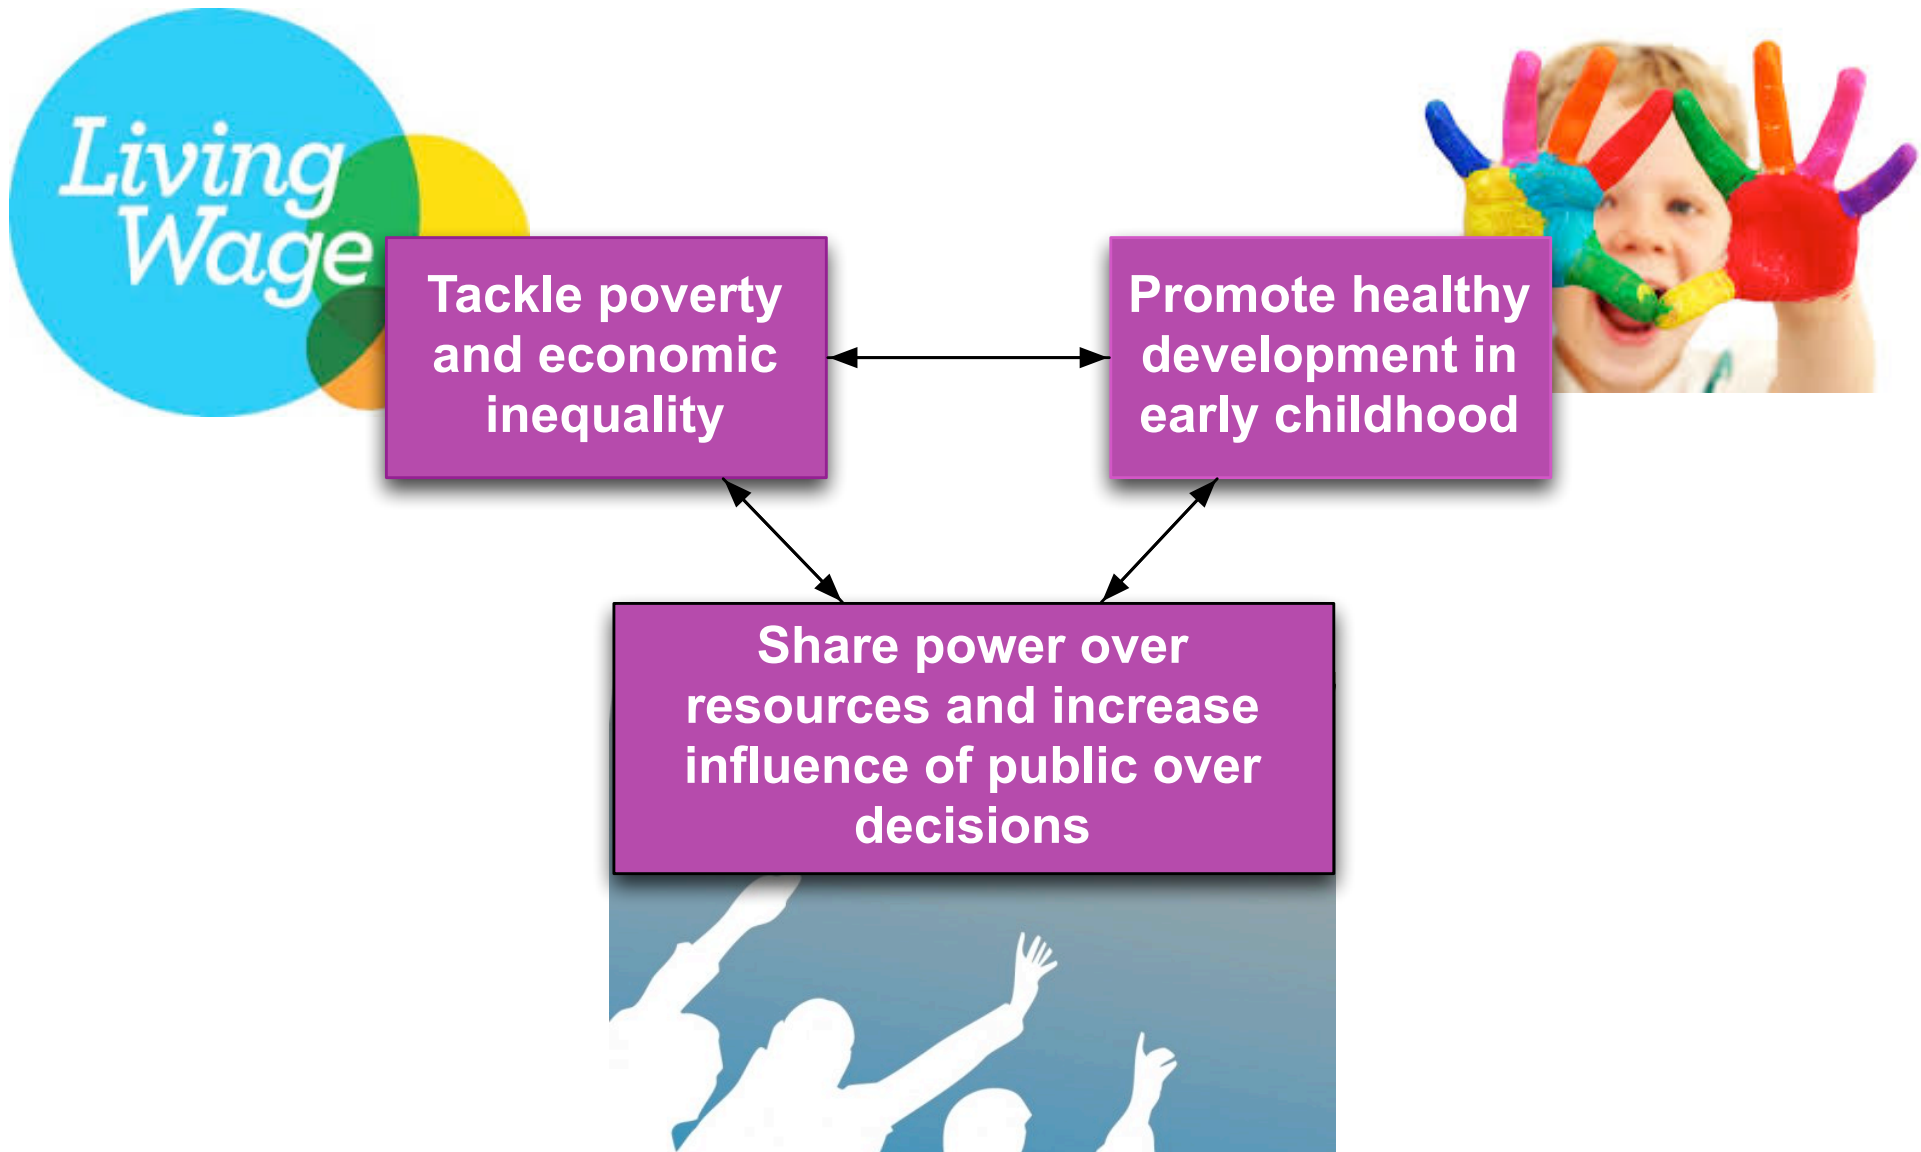 Living
Wage
Tackle poverty
and economic
inequality
Promote healthy
development in
early childhood
Share power over
resources and increase
influence of public over
decisions